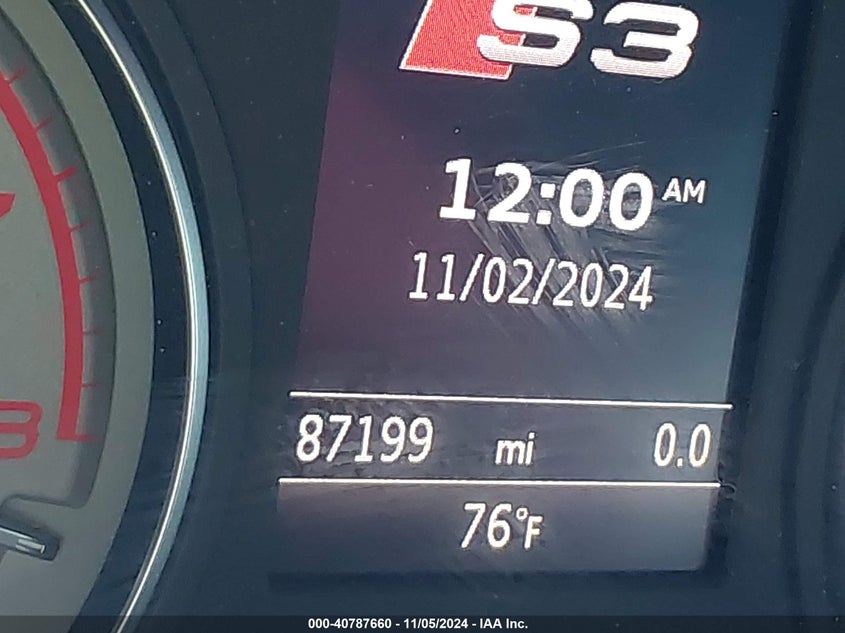 S3
12:00 AM
11/02/2024
87199 mi 0.0
76°F
8
000-40787660 - 11/05/2024 - IAA Inc.